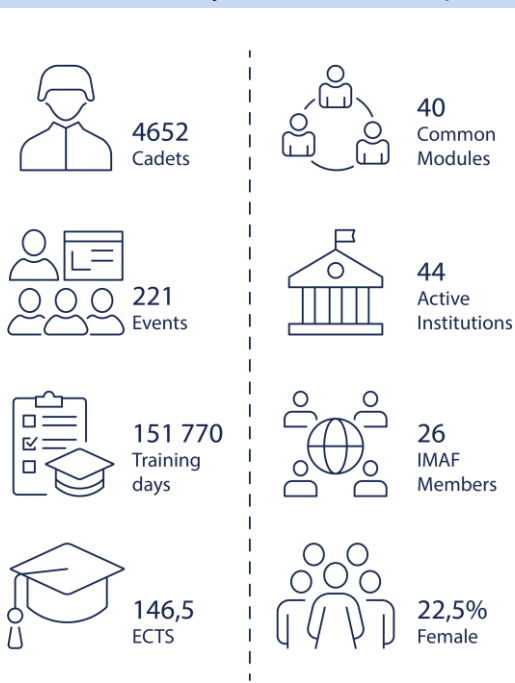 4652
Cadets
221
Events
151 770
Training
days
146,5
ECTS
40
Common
Modules
44
Active
Institutions
26
IMAF
Members
22,5%
Female